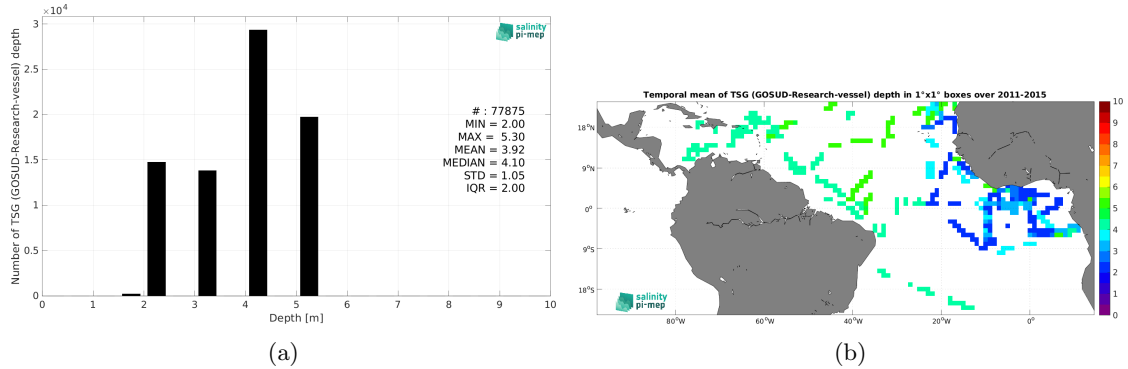 ×10⁴
3
2.5
2
1.5
1
0.5
0
Number of TSG (GOSUD-Research-vessel) depth
salinity
pi-mep
# : 77875
MIN = 2.00
MAX = 5.30
MEAN = 3.92
MEDIAN = 4.10
STD = 1.05
IQR = 2.00
0 1 2 3 4 5 6 7 8 9 10
Depth [m]
(a)
Temporal mean of TSG (GOSUD-Research-vessel) depth in 1°x1° boxes over 2011-2015
18°N
9°N
0°
9°S
18°S
salinity
pi-mep
80°W 60°W 40°W 20°W 0°
10
9
8
7
6
5
4
3
2
1
0
(b)